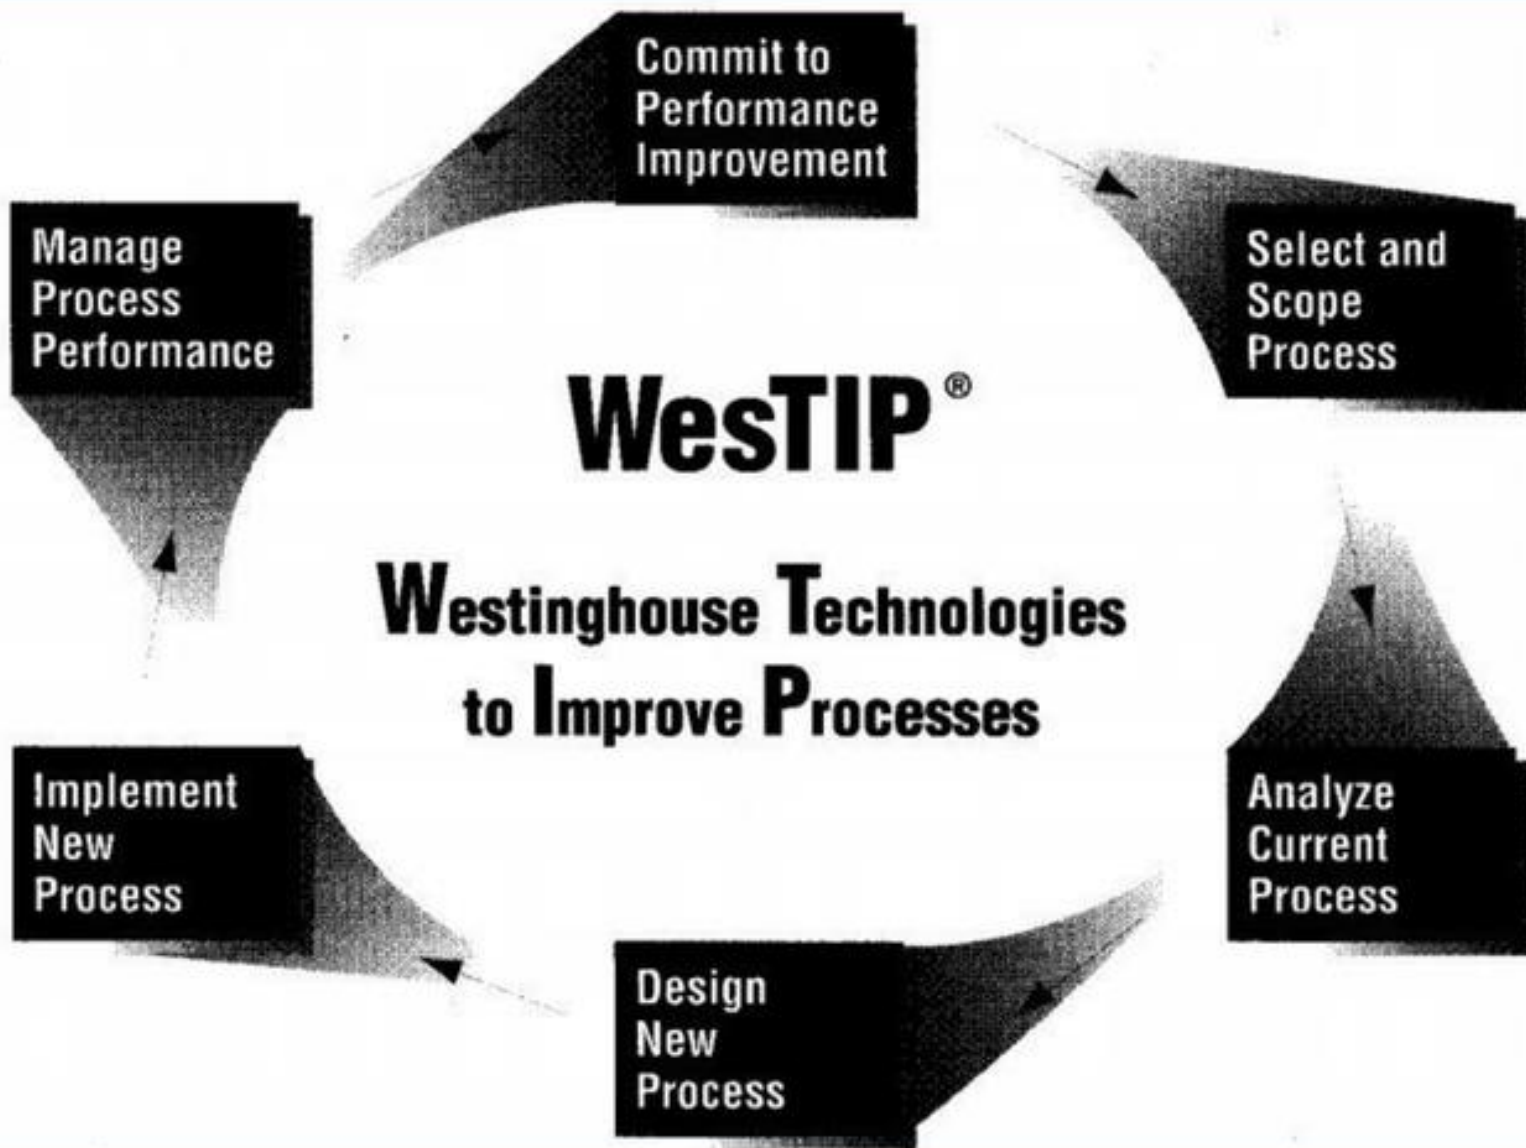 Commit to
Performance
Improvement
Select and
Scope
Process
Analyze
Current
Process
Design
New
Process
Implement
New
Process
Manage
Process
Performance
WesTIP®
Westinghouse Technologies
to Improve Processes